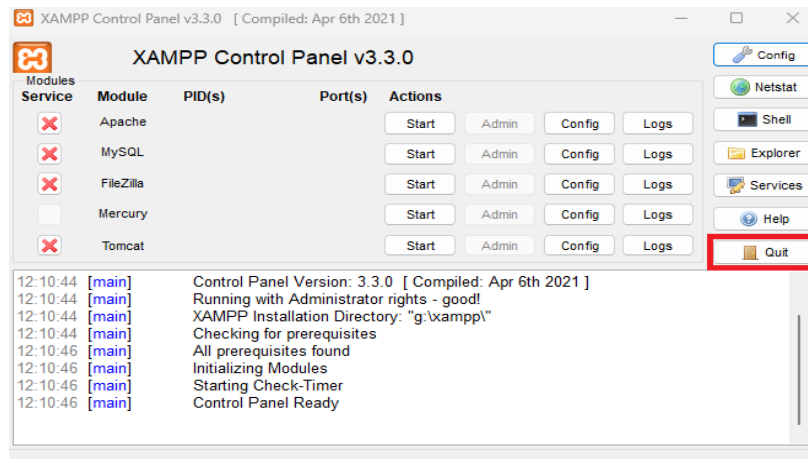 XAMPP Control Panel v3.3.0 [ Compiled: Apr 6th 2021 ]
XAMPP Control Panel v3.3.0
Config
Modules
Service Module PID(s) Port(s) Actions
Netstat
Apache Start Admin Config Logs
Shell
MySQL Start Admin Config Logs
Explorer
FileZilla Start Admin Config Logs
Services
Mercury Start Admin Config Logs
Help
Tomcat Start Admin Config Logs
Quit
12:10:44 [main] Control Panel Version: 3.3.0 [ Compiled: Apr 6th 2021 ]
12:10:44 [main] Running with Administrator rights - good!
12:10:44 [main] XAMPP Installation Directory: "g:\xampp\"
12:10:44 [main] Checking for prerequisites
12:10:46 [main] All prerequisites found
12:10:46 [main] Initializing Modules
12:10:46 [main] Starting Check-Timer
12:10:46 [main] Control Panel Ready